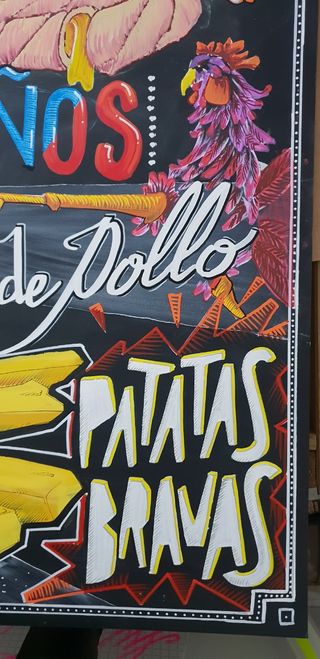 ÑOS
de Pollo
PATATAS
BRAVAS